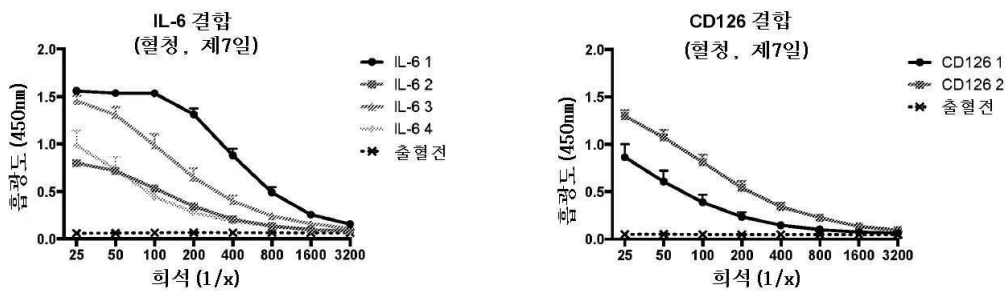 IL-6 결합
(혈청, 제7일)
흡광도 (450nm)
2.0
1.5
1.0
0.5
0.0
25 50 100 200 400 800 1600 3200
희석 (1/x)
IL-6 1
IL-6 2
IL-6 3
IL-6 4
출혈전
CD126 결합
(혈청, 제7일)
흡광도 (450nm)
2.0
1.5
1.0
0.5
0.0
25 50 100 200 400 800 1600 3200
희석 (1/x)
CD126 1
CD126 2
출혈전